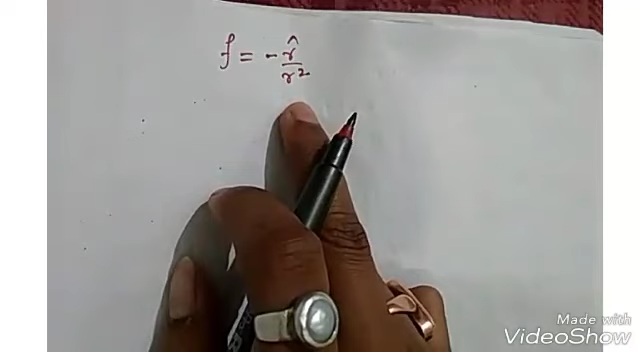 f = - r̂/r²
Made with
VideoShow